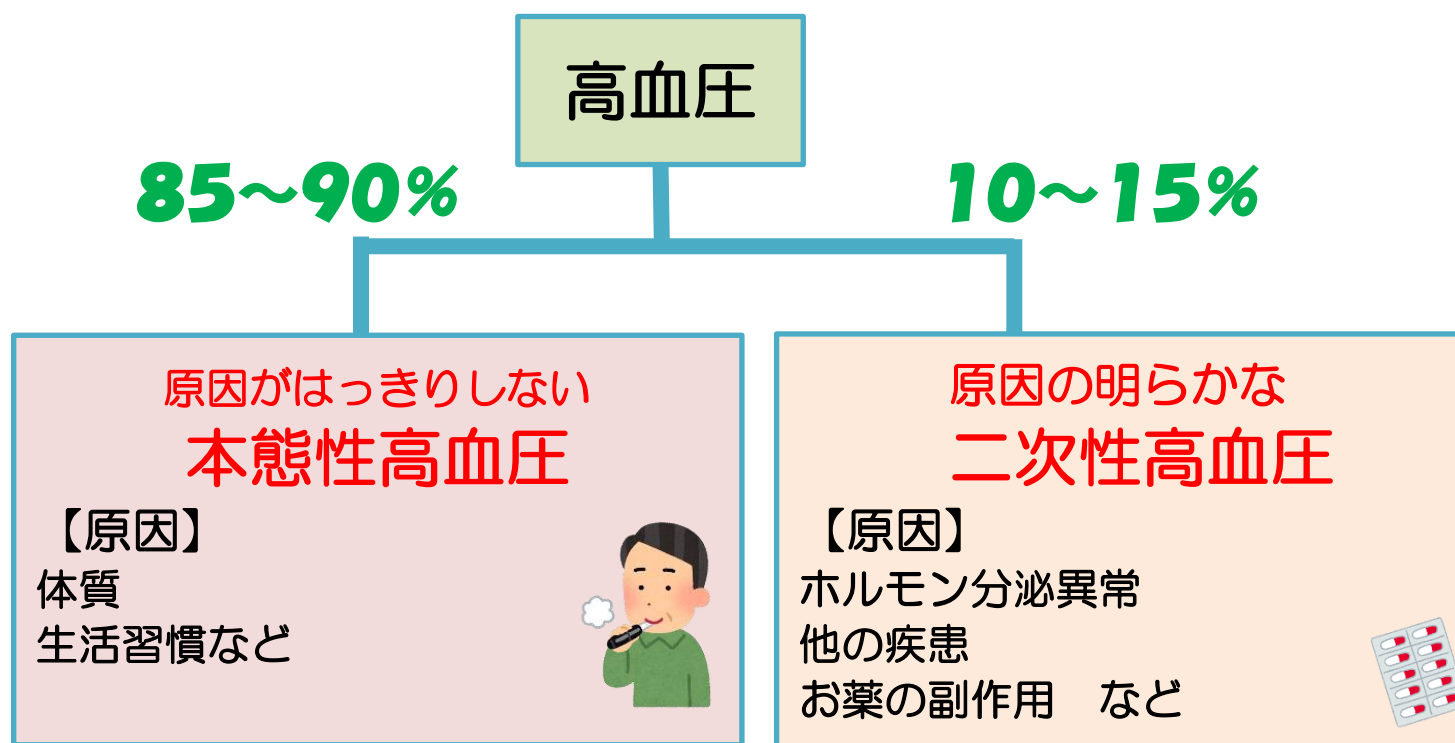 高血圧
85～90%
10～15%
原因がはっきりしない
本態性高血圧
【原因】
体質
生活習慣など
原因の明らかな
二次性高血圧
【原因】
ホルモン分泌異常
他の疾患
お薬の副作用　など